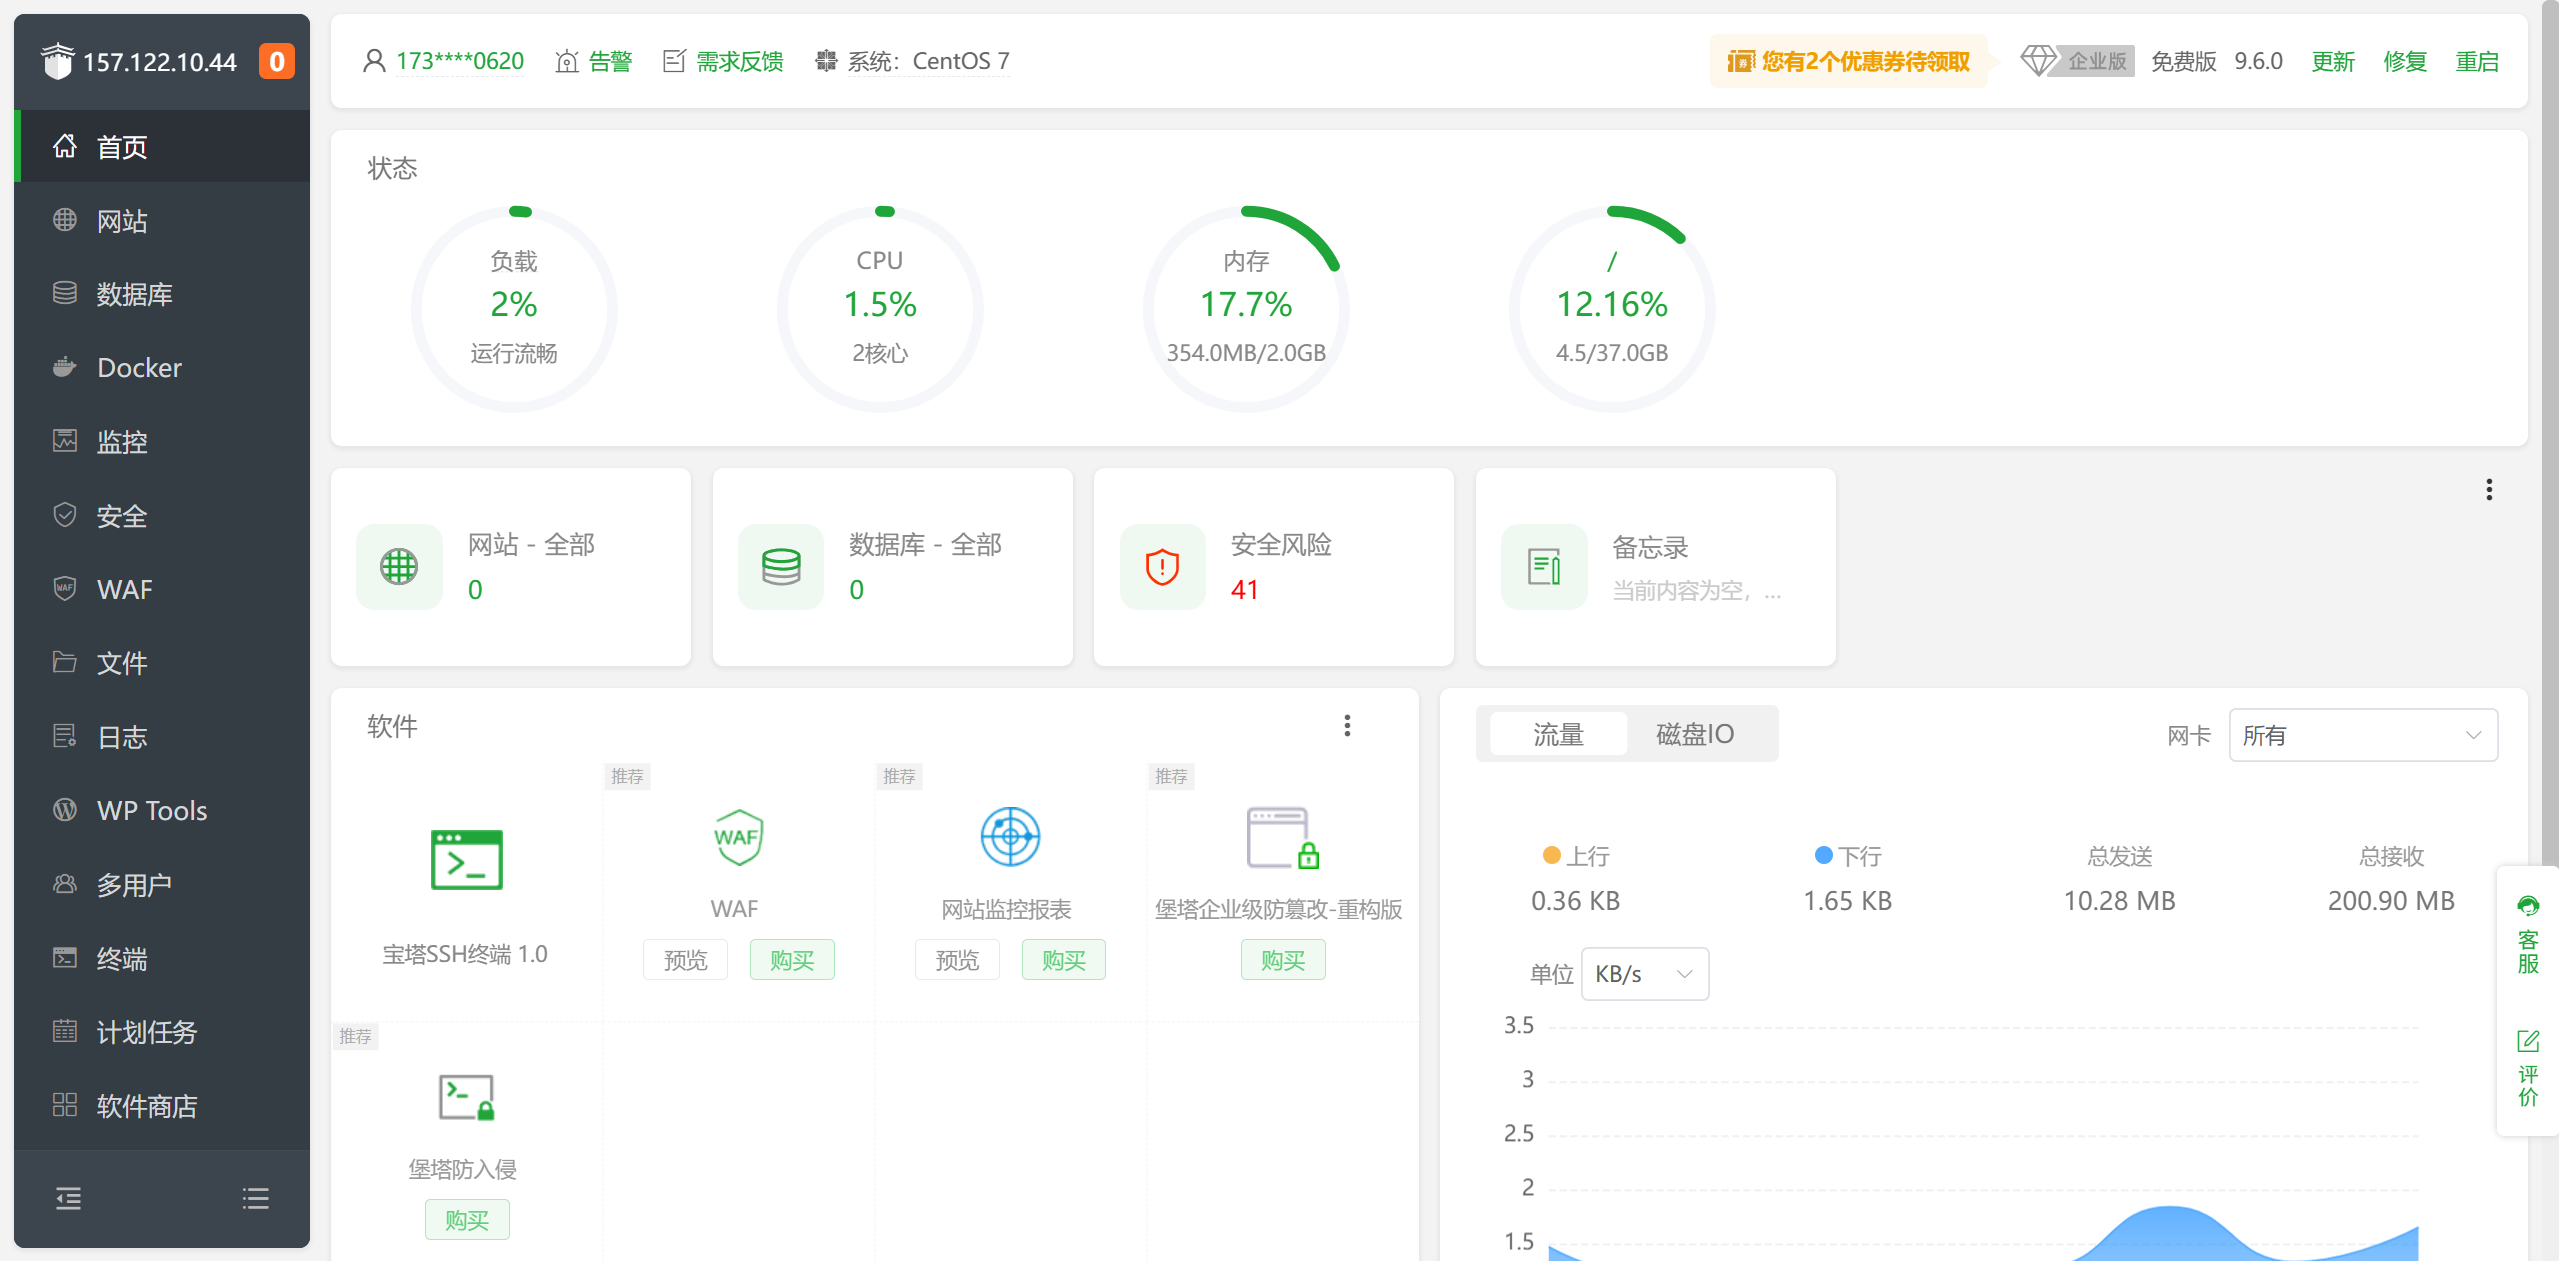 157.122.10.44 0
首页
网站
数据库
Docker
监控
安全
WAF
文件
日志
WP Tools
多用户
终端
计划任务
软件商店
173****0620 告警 需求反馈 系统: CentOS 7
券 您有2个优惠券待领取 企业版 免费版 9.6.0 更新 修复 重启
状态
负载
2%
运行流畅
CPU
1.5%
2核心
内存
17.7%
354.0MB/2.0GB
/
12.16%
4.5/37.0GB
网站 - 全部
0
数据库 - 全部
0
安全风险
41
备忘录
当前内容为空，...
软件
宝塔SSH终端 1.0
推荐
WAF
WAF
预览 购买
推荐
网站监控报表
预览 购买
推荐
堡塔企业级防篡改-重构版
购买
推荐
堡塔防入侵
购买
流量 磁盘IO
网卡 所有
上行
0.36 KB
下行
1.65 KB
总发送
10.28 MB
总接收
200.90 MB
单位 KB/s
3.5
3
2.5
2
1.5
客服
评价